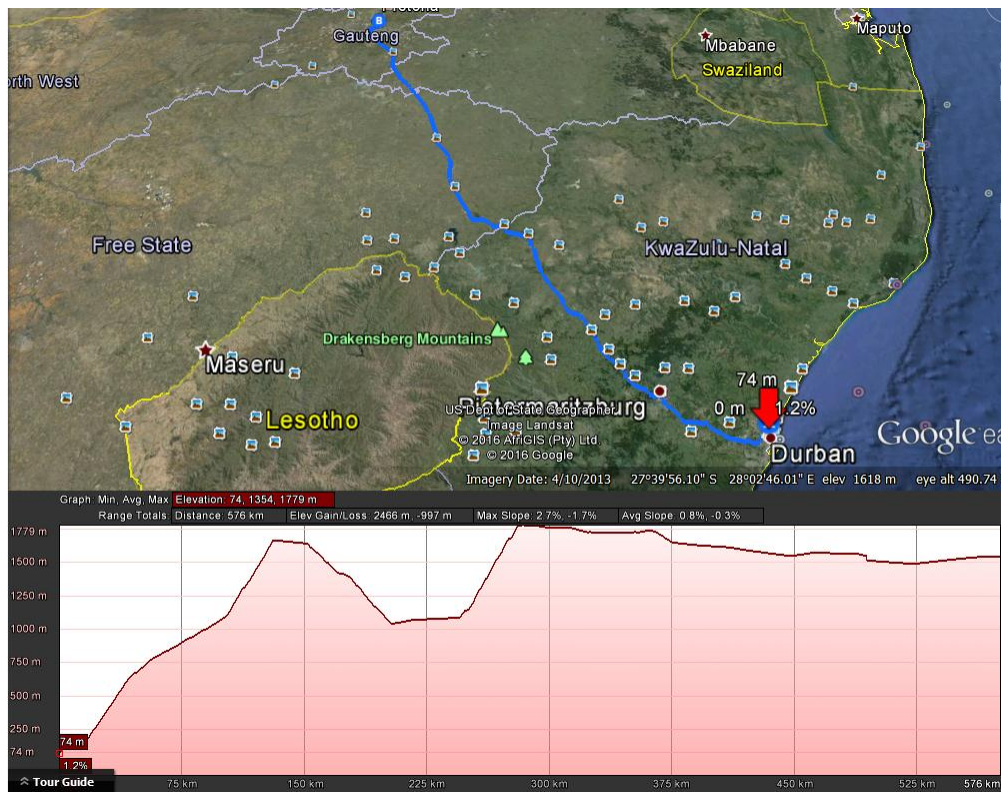 Pretoria
B
Gauteng
Maputo
Mbabane
Swaziland
orth West
Free State
KwaZulu-Natal
Drakensberg Mountains
Maseru
74 m
Pietermaritzburg
0 m 1.2%
Lesotho
US Dept of State Geographer
Image Landsat
© 2016 AfriGIS (Pty) Ltd
© 2016 Google
Google ea
Durban
Imagery Date: 4/10/2013 27°39'56.10" S 28°02'46.01" E elev 1618 m eye alt 490.74
Graph: Min, Avg, Max Elevation: 74, 1354, 1779 m
Range Totals: Distance: 576 km Elev Gain/Loss: 2466 m, -997 m Max Slope: 2.7%, -1.7% Avg Slope: 0.8%, -0.3%
1779 m
1500 m
1250 m
1000 m
750 m
500 m
250 m
74 m
74 m
1.2%
Tour Guide
75 km 150 km 225 km 300 km 375 km 450 km 525 km 576 km